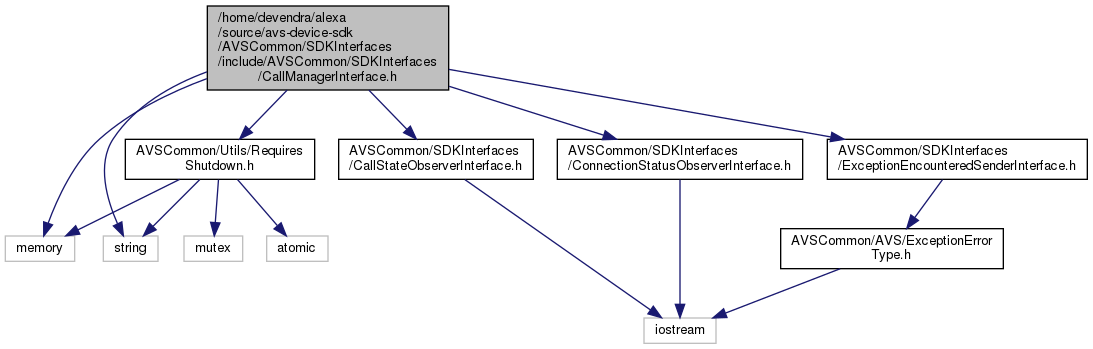 /home/devendra/alexa
/source/avs-device-sdk
/AVSCommon/SDKInterfaces
/include/AVSCommon/SDKInterfaces
/CallManagerInterface.h
AVSCommon/Utils/Requires
Shutdown.h
AVSCommon/SDKInterfaces
/CallStateObserverInterface.h
AVSCommon/SDKInterfaces
/ConnectionStatusObserverInterface.h
AVSCommon/SDKInterfaces
/ExceptionEncounteredSenderInterface.h
memory
string
mutex
atomic
AVSCommon/AVS/ExceptionError
Type.h
iostream